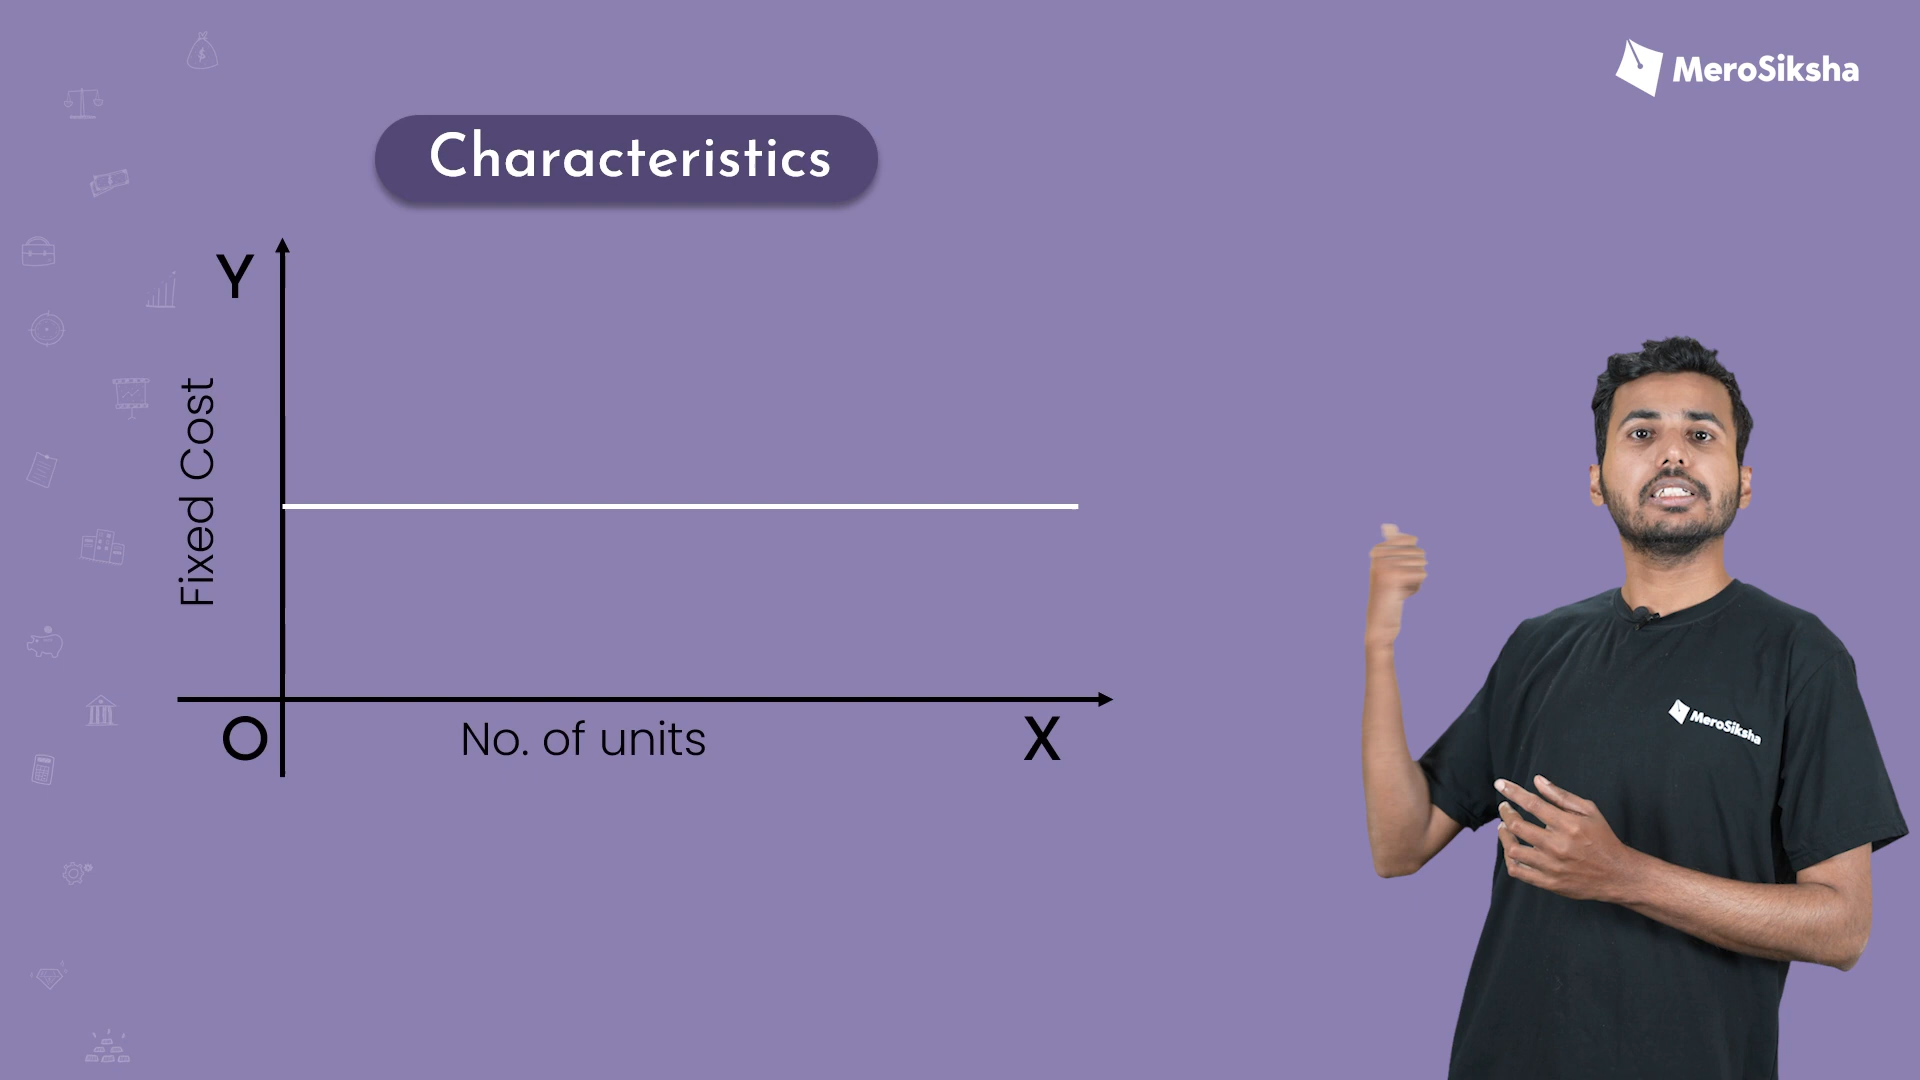 MeroSiksha
Characteristics
Y
Fixed Cost
O
No. of units
X
MeroSiksha